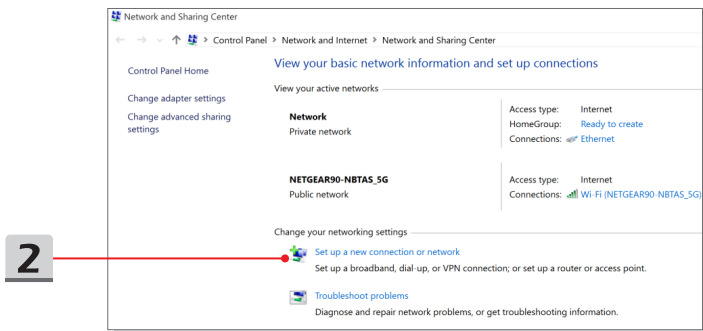 Network and Sharing Center
Control Panel > Network and Internet > Network and Sharing Center
Control Panel Home
Change adapter settings
Change advanced sharing
settings
View your basic network information and set up connections
View your active networks
Network
Private network
Access type: Internet
HomeGroup: Ready to create
Connections: Ethernet
NETGEAR90-NBTAS_5G
Public network
Access type: Internet
Connections: Wi-Fi (NETGEAR90-NBTAS_5G)
Change your networking settings
2
Set up a new connection or network
Set up a broadband, dial-up, or VPN connection; or set up a router or access point.
Troubleshoot problems
Diagnose and repair network problems, or get troubleshooting information.